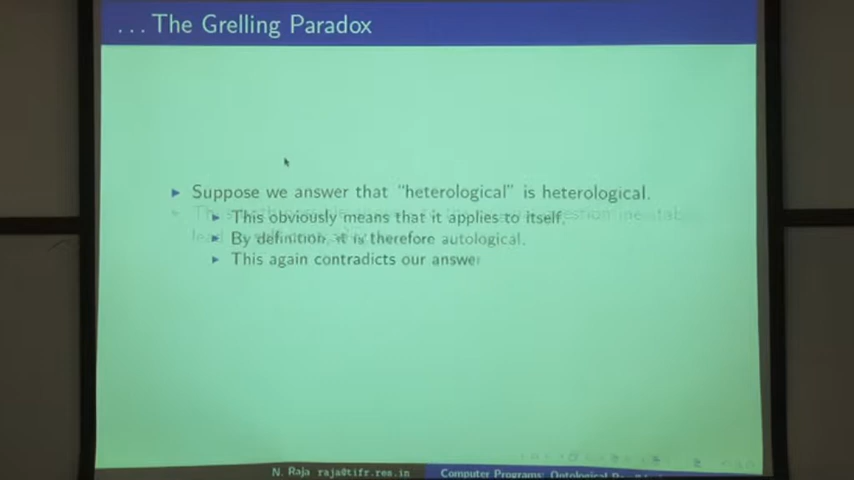 ... The Grelling Paradox
▶ Suppose we answer that "heterological" is heterological.
▶ This obviously means that it applies to itself.
▶ By definition, it is therefore autological.
▶ This again contradicts our answe
N. Raja raja@tifr.res.in Computer Programs: Ontological